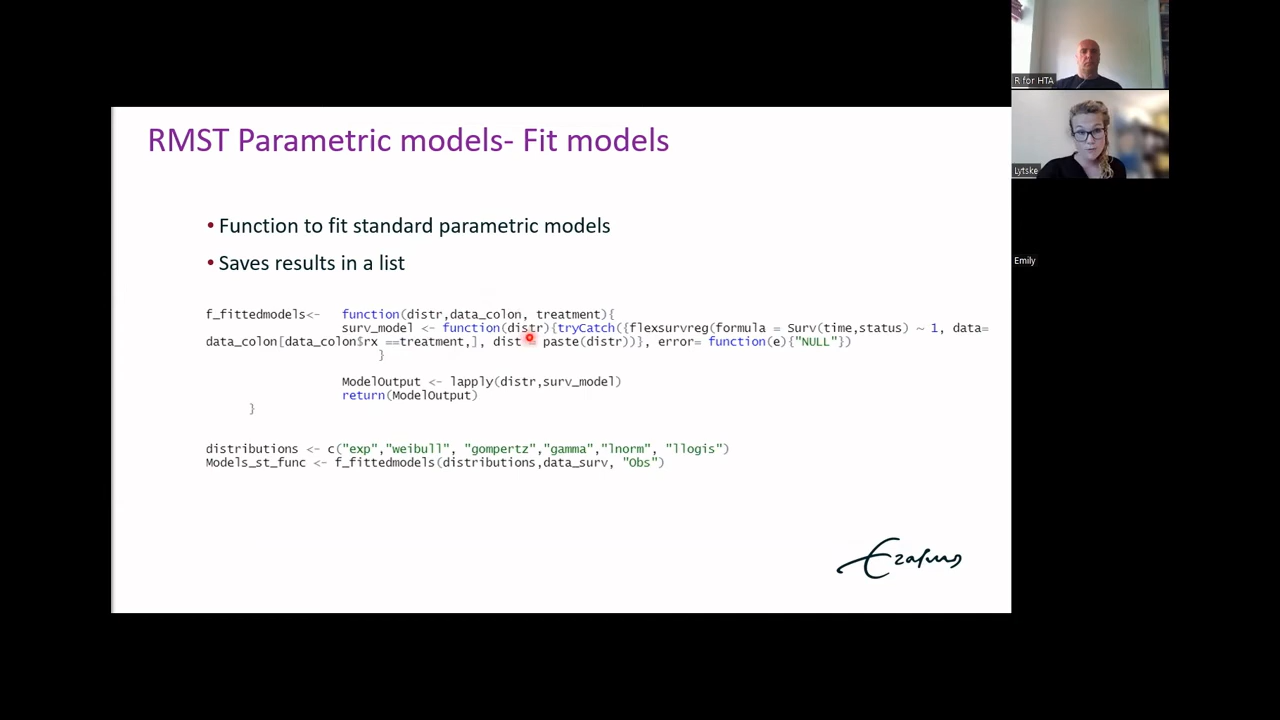 RMST Parametric models- Fit models
• Function to fit standard parametric models
• Saves results in a list
f_fittedmodels<- function(distr,data_colon, treatment){
surv_model <- function(distr){tryCatch({flexsurvreg(formula = Surv(time,status) ~ 1, data=
data_colon[data_colon$rx ==treatment,], dist = paste(distr))}, error= function(e){"NULL"})
}
ModelOutput <- lapply(distr,surv_model)
return(ModelOutput)
}
distributions <- c("exp","weibull", "gompertz","gamma","lnorm", "llogis")
Models_st_func <- f_fittedmodels(distributions,data_surv, "Obs")
Erasmus
R for HTA
Lytske
Emily